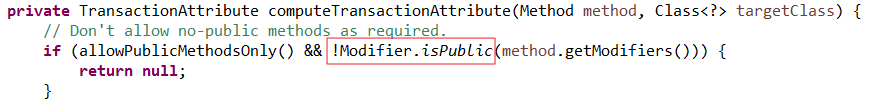 private TransactionAttribute computeTransactionAttribute(Method method, Class<?> targetClass) {
// Don't allow no-public methods as required.
if (allowPublicMethodsOnly() && !Modifier.isPublic(method.getModifiers())) {
return null;
}